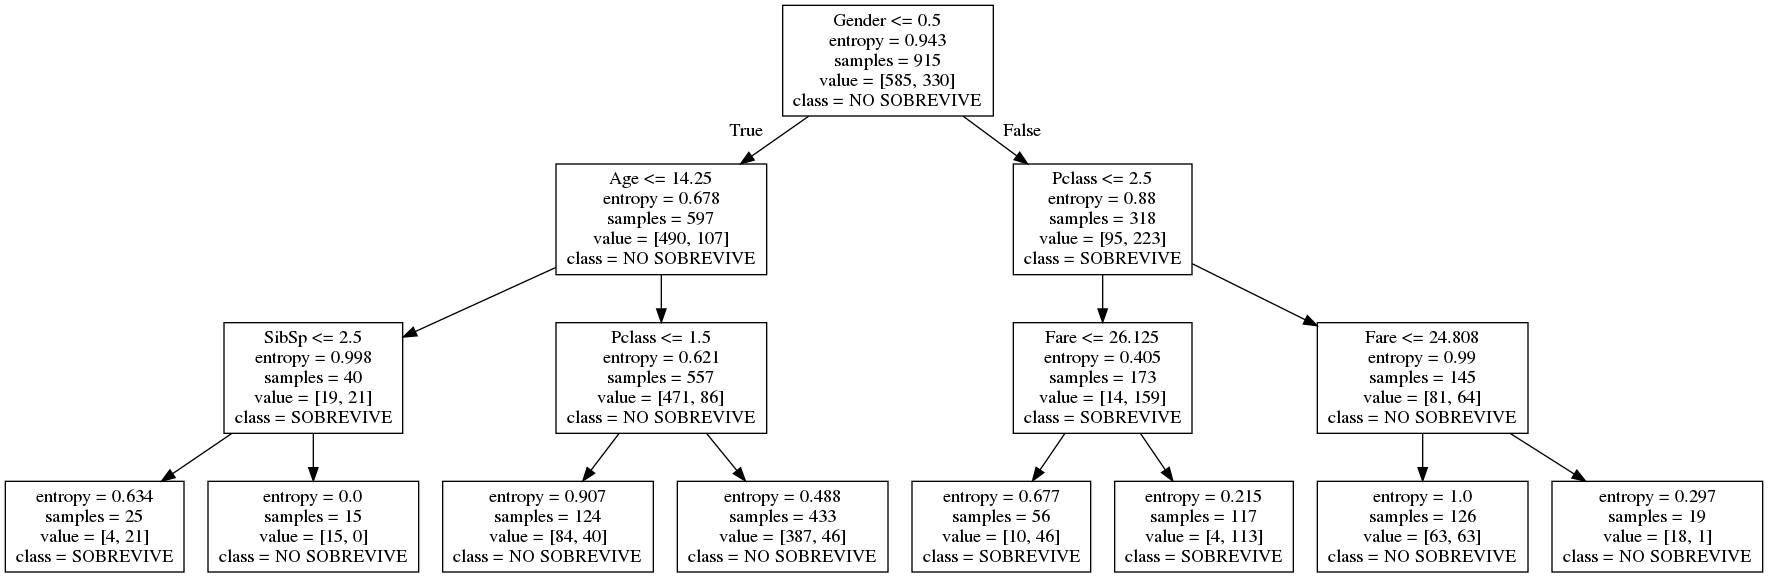 Gender <= 0.5
entropy = 0.943
samples = 915
value = [585, 330]
class = NO SOBREVIVE
True
False
Age <= 14.25
entropy = 0.678
samples = 597
value = [490, 107]
class = NO SOBREVIVE
Pclass <= 2.5
entropy = 0.88
samples = 318
value = [95, 223]
class = SOBREVIVE
SibSp <= 2.5
entropy = 0.998
samples = 40
value = [19, 21]
class = SOBREVIVE
Pclass <= 1.5
entropy = 0.621
samples = 557
value = [471, 86]
class = NO SOBREVIVE
Fare <= 26.125
entropy = 0.405
samples = 173
value = [14, 159]
class = SOBREVIVE
Fare <= 24.808
entropy = 0.99
samples = 145
value = [81, 64]
class = NO SOBREVIVE
entropy = 0.634
samples = 25
value = [4, 21]
class = SOBREVIVE
entropy = 0.0
samples = 15
value = [15, 0]
class = NO SOBREVIVE
entropy = 0.907
samples = 124
value = [84, 40]
class = NO SOBREVIVE
entropy = 0.488
samples = 433
value = [387, 46]
class = NO SOBREVIVE
entropy = 0.677
samples = 56
value = [10, 46]
class = SOBREVIVE
entropy = 0.215
samples = 117
value = [4, 113]
class = SOBREVIVE
entropy = 1.0
samples = 126
value = [63, 63]
class = NO SOBREVIVE
entropy = 0.297
samples = 19
value = [18, 1]
class = NO SOBREVIVE